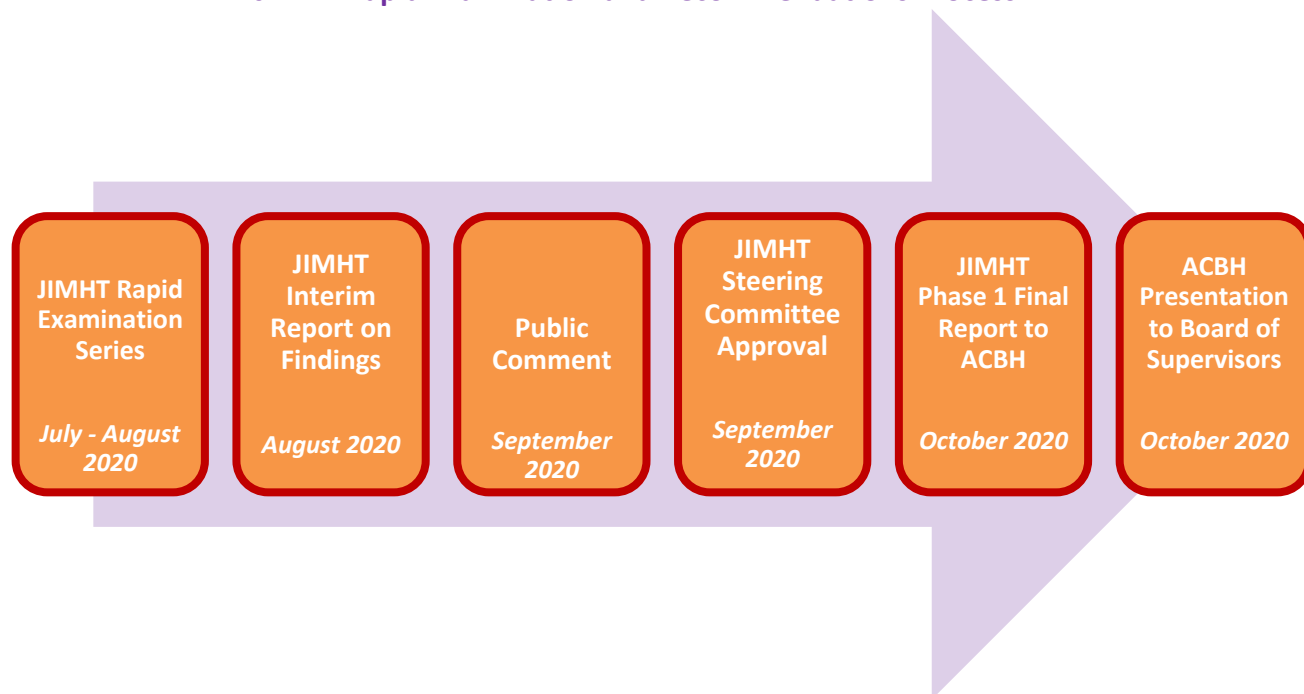 JIMHT Rapid
Examination
Series
July - August
2020
JIMHT
Interim
Report on
Findings
August 2020
Public
Comment
September
2020
JIMHT
Steering
Committee
Approval
September
2020
JIMHT
Phase 1 Final
Report to
ACBH
October 2020
ACBH
Presentation
to Board of
Supervisors
October 2020